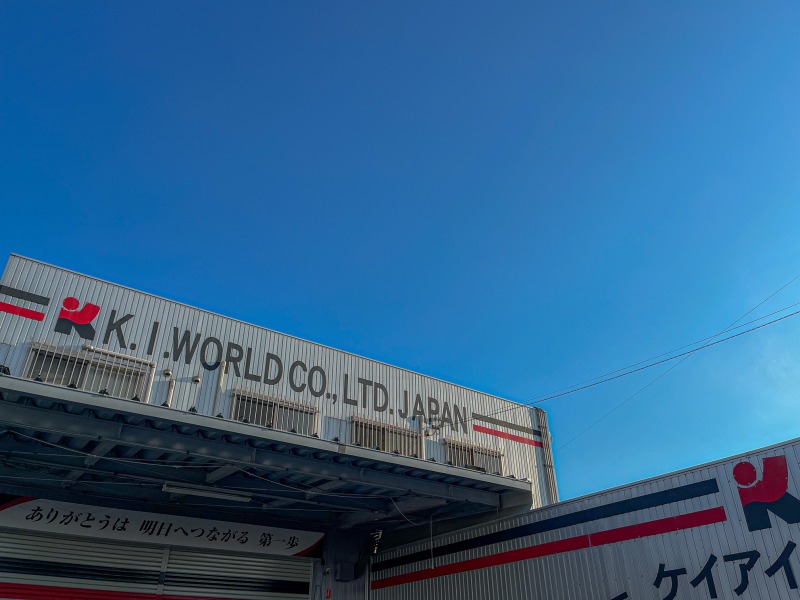 K. I. WORLD CO., LTD. JAPAN
ありがとうは 明日へつながる 第一歩
ケイアイ